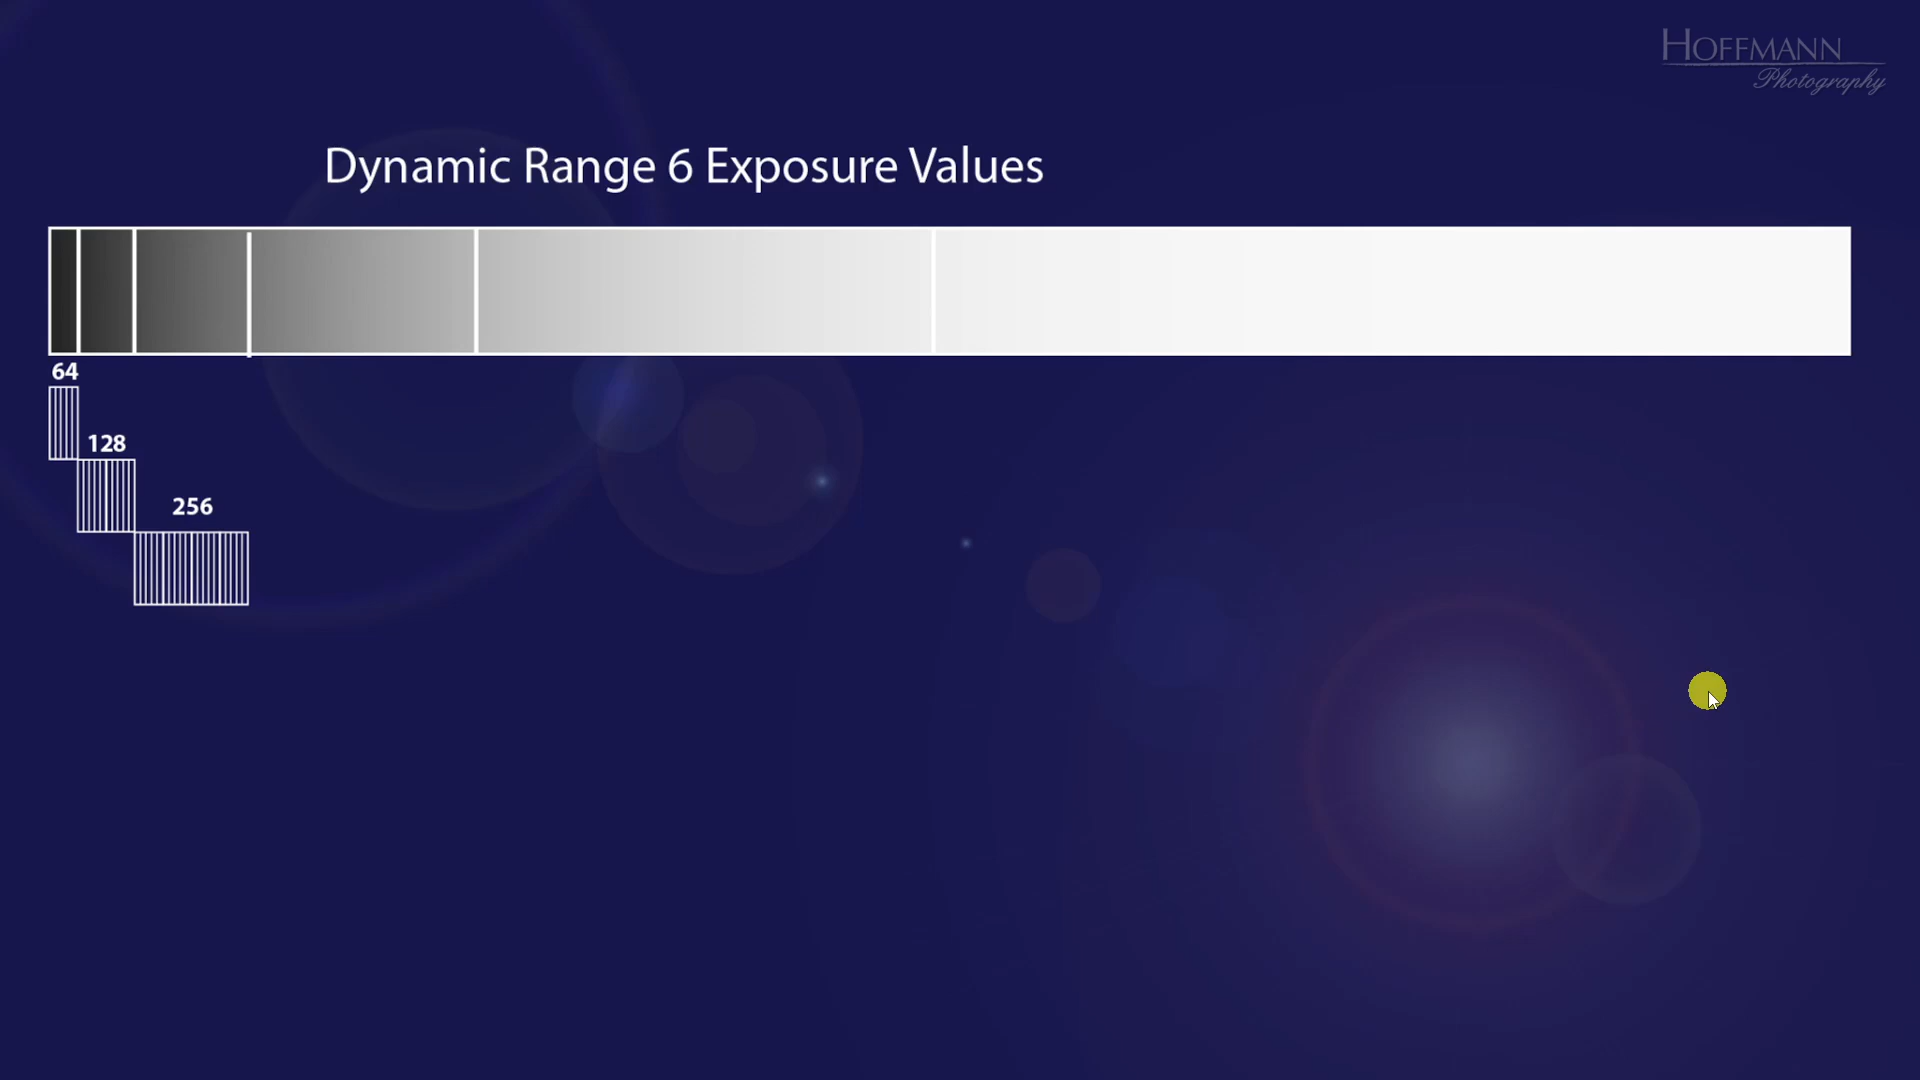 HOFFMANN
Photography
Dynamic Range 6 Exposure Values
64
128
256